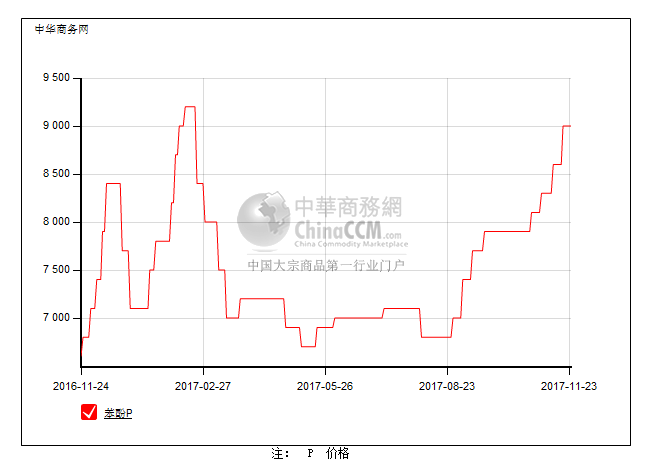 中华商务网
9 500
9 000
8 500
8 000
7 500
7 000
中華商務網
ChinaCCM.com
China Commodity Marketplace
中国大宗商品第一行业门户
2016-11-24 2017-02-27 2017-05-26 2017-08-23 2017-11-23
苯酚P
注： P 价格